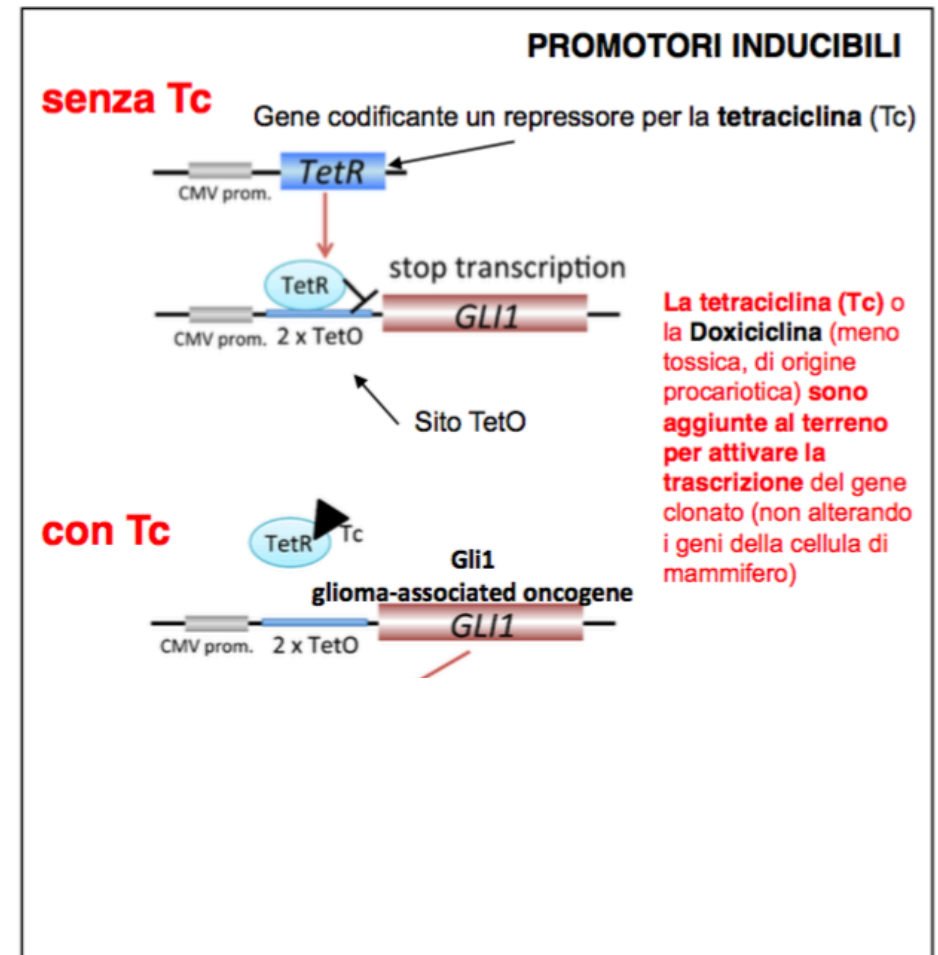 PROMOTORI INDUCIBILI
senza Tc
Gene codificante un repressore per la tetraciclina (Tc)
TetR
CMV prom.
TetR
stop transcription
GLI1
CMV prom. 2 x TetO
Sito TetO
La tetraciclina (Tc) o
la Doxiciclina (meno
tossica, di origine
procariotica) sono
aggiunte al terreno
per attivare la
trascrizione del gene
clonato (non alterando
i geni della cellula di
mammifero)
con Tc
TetR
Tc
Gli1
glioma-associated oncogene
GLI1
CMV prom. 2 x TetO